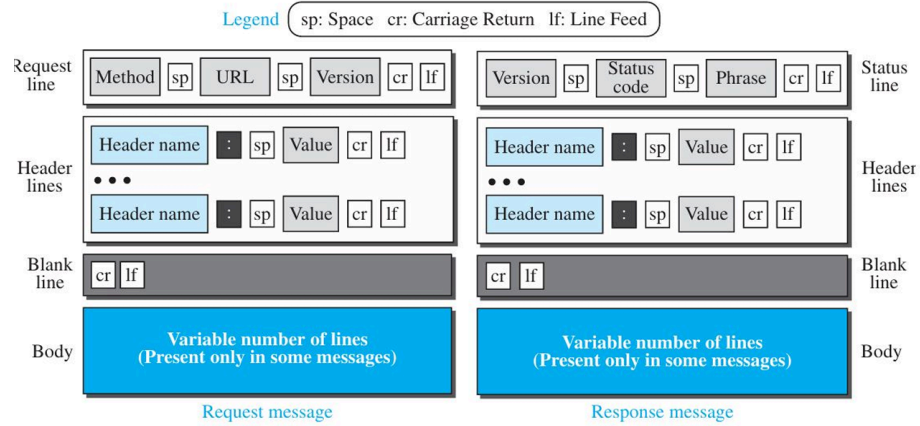 Legend sp: Space cr: Carriage Return lf: Line Feed
Request
line
Method sp URL sp Version cr lf
Header
lines
Header name : sp Value cr lf
• • •
Header name : sp Value cr lf
Blank
line
cr lf
Body
Variable number of lines
(Present only in some messages)
Request message
Version sp Status
code sp Phrase cr lf
Status
line
Header name : sp Value cr lf
• • •
Header name : sp Value cr lf
Header
lines
cr lf
Blank
line
Variable number of lines
(Present only in some messages)
Body
Response message